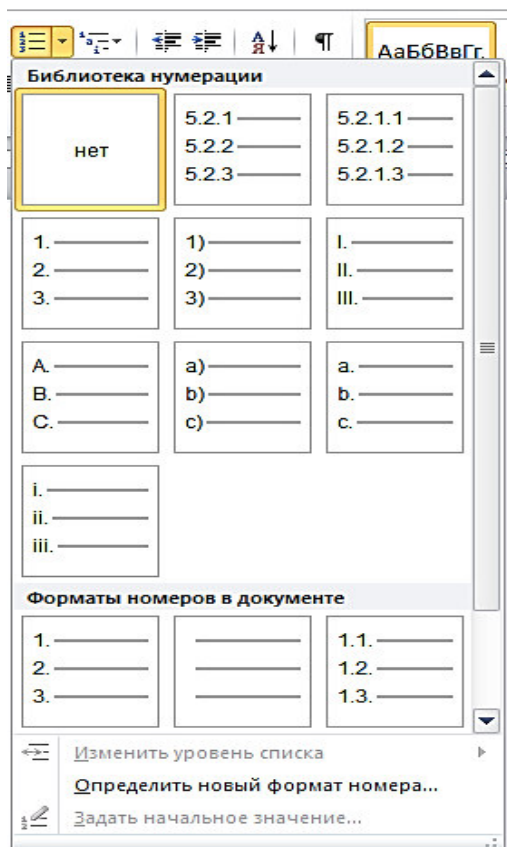 АаБбВвГг.
Библиотека нумерации
нет
5.2.1
5.2.2
5.2.3
5.2.1.1
5.2.1.2
5.2.1.3
1.
2.
3.
1)
2)
3)
I.
II.
III.
A.
B.
C.
a)
b)
c)
a.
b.
c.
i.
ii.
iii.
Форматы номеров в документе
1.
2.
3.
1.1.
1.2.
1.3.
Изменить уровень списка
Определить новый формат номера...
Задать начальное значение...